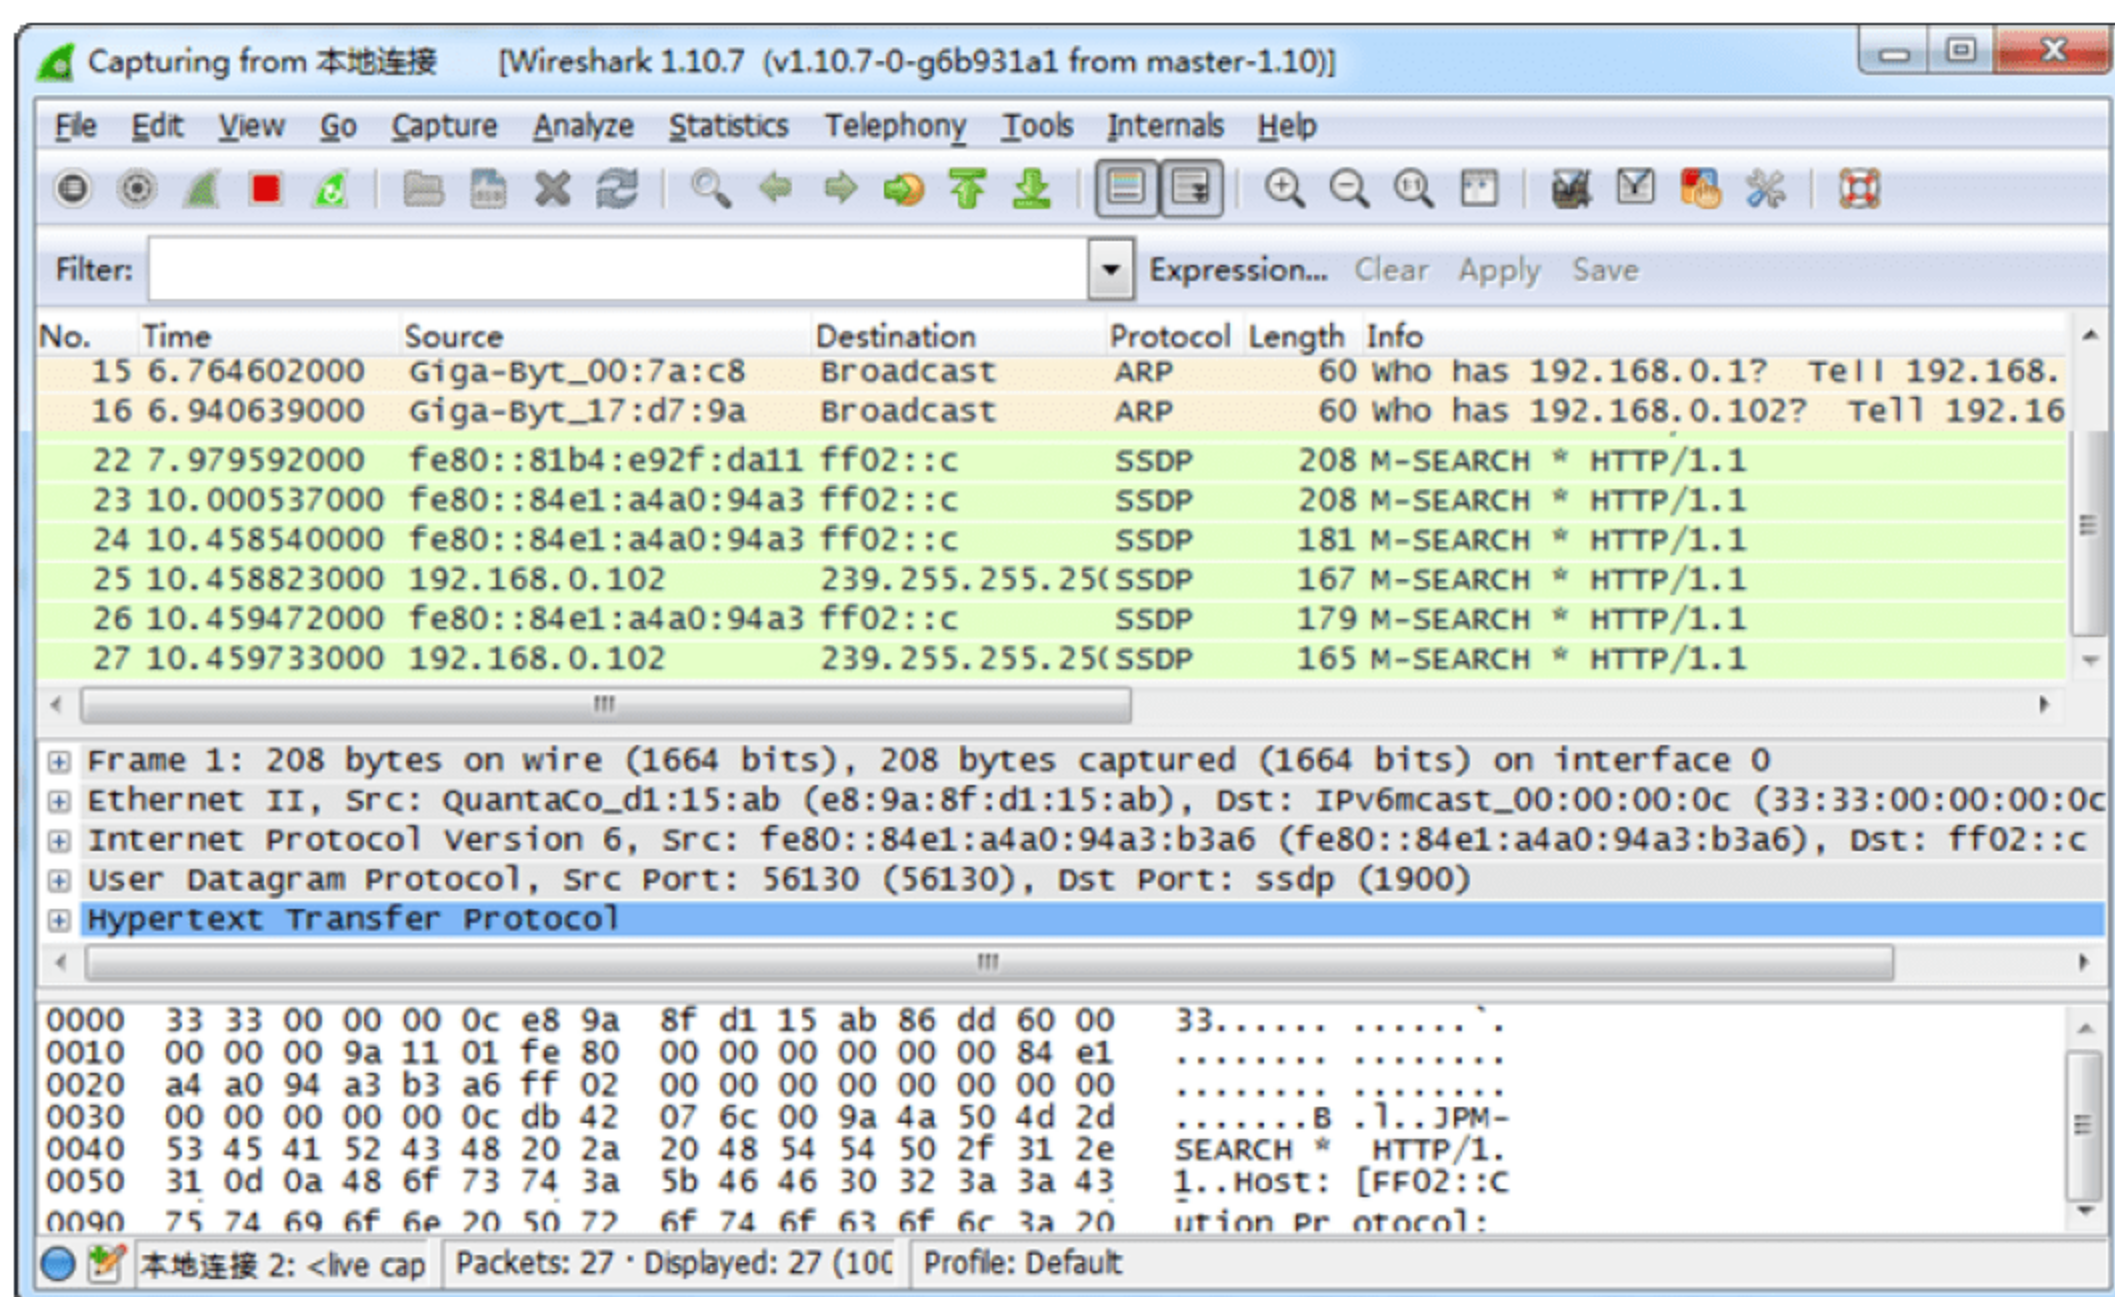 Capturing from 本地连接 [Wireshark 1.10.7 (v1.10.7-0-g6b931a1 from master-1.10)]
File Edit View Go Capture Analyze Statistics Telephony Tools Internals Help
Filter: Expression... Clear Apply Save
No. Time Source Destination Protocol Length Info
15 6.764602000 Giga-Byt_00:7a:c8 Broadcast ARP 60 Who has 192.168.0.1? Tell 192.168.
16 6.940639000 Giga-Byt_17:d7:9a Broadcast ARP 60 Who has 192.168.0.102? Tell 192.16
22 7.979592000 fe80::81b4:e92f:da11 ff02::c SSDP 208 M-SEARCH * HTTP/1.1
23 10.000537000 fe80::84e1:a4a0:94a3 ff02::c SSDP 208 M-SEARCH * HTTP/1.1
24 10.458540000 fe80::84e1:a4a0:94a3 ff02::c SSDP 181 M-SEARCH * HTTP/1.1
25 10.458823000 192.168.0.102 239.255.255.25( SSDP 167 M-SEARCH * HTTP/1.1
26 10.459472000 fe80::84e1:a4a0:94a3 ff02::c SSDP 179 M-SEARCH * HTTP/1.1
27 10.459733000 192.168.0.102 239.255.255.25( SSDP 165 M-SEARCH * HTTP/1.1
Frame 1: 208 bytes on wire (1664 bits), 208 bytes captured (1664 bits) on interface 0
Ethernet II, Src: QuantaCo_d1:15:ab (e8:9a:8f:d1:15:ab), Dst: IPv6mcast_00:00:00:0c (33:33:00:00:00:0c
Internet Protocol Version 6, Src: fe80::84e1:a4a0:94a3:b3a6 (fe80::84e1:a4a0:94a3:b3a6), Dst: ff02::c
User Datagram Protocol, Src Port: 56130 (56130), Dst Port: ssdp (1900)
Hypertext Transfer Protocol
0000 33 33 00 00 00 0c e8 9a 8f d1 15 ab 86 dd 60 00 33...... ......`.
0010 00 00 00 9a 11 01 fe 80 00 00 00 00 00 00 84 e1 ........ ........
0020 a4 a0 94 a3 b3 a6 ff 02 00 00 00 00 00 00 00 00 ........ ........
0030 00 00 00 00 00 0c db 42 07 6c 00 9a 4a 50 4d 2d .......B .l..JPM-
0040 53 45 41 52 43 48 20 2a 20 48 54 54 50 2f 31 2e SEARCH * HTTP/1.
0050 31 0d 0a 48 6f 73 74 3a 5b 46 46 30 32 3a 3a 43 1..Host: [FF02::C
0090 75 74 69 6f 6e 20 50 72 6f 74 6f 63 6f 6c 3a 20 ution Pr otocol:
本地连接 2: <live cap Packets: 27 · Displayed: 27 (100 Profile: Default